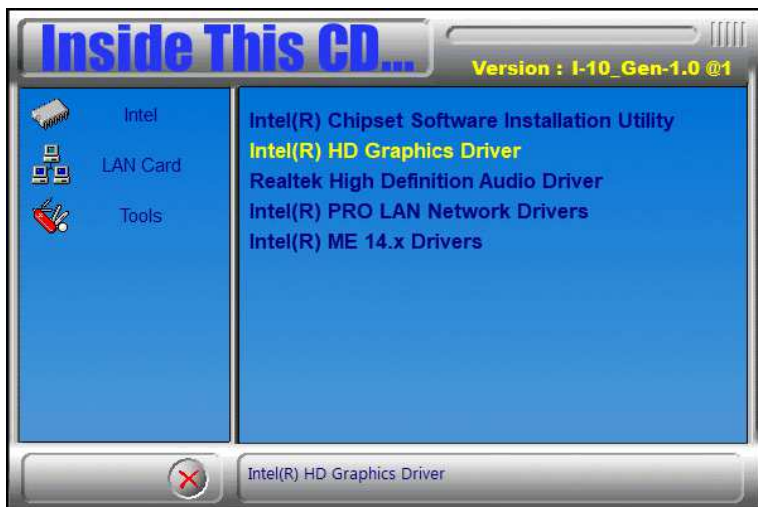 Inside This CD...
Version : I-10_Gen-1.0 @1
Intel
LAN Card
Tools
Intel(R) Chipset Software Installation Utility
Intel(R) HD Graphics Driver
Realtek High Definition Audio Driver
Intel(R) PRO LAN Network Drivers
Intel(R) ME 14.x Drivers
Intel(R) HD Graphics Driver